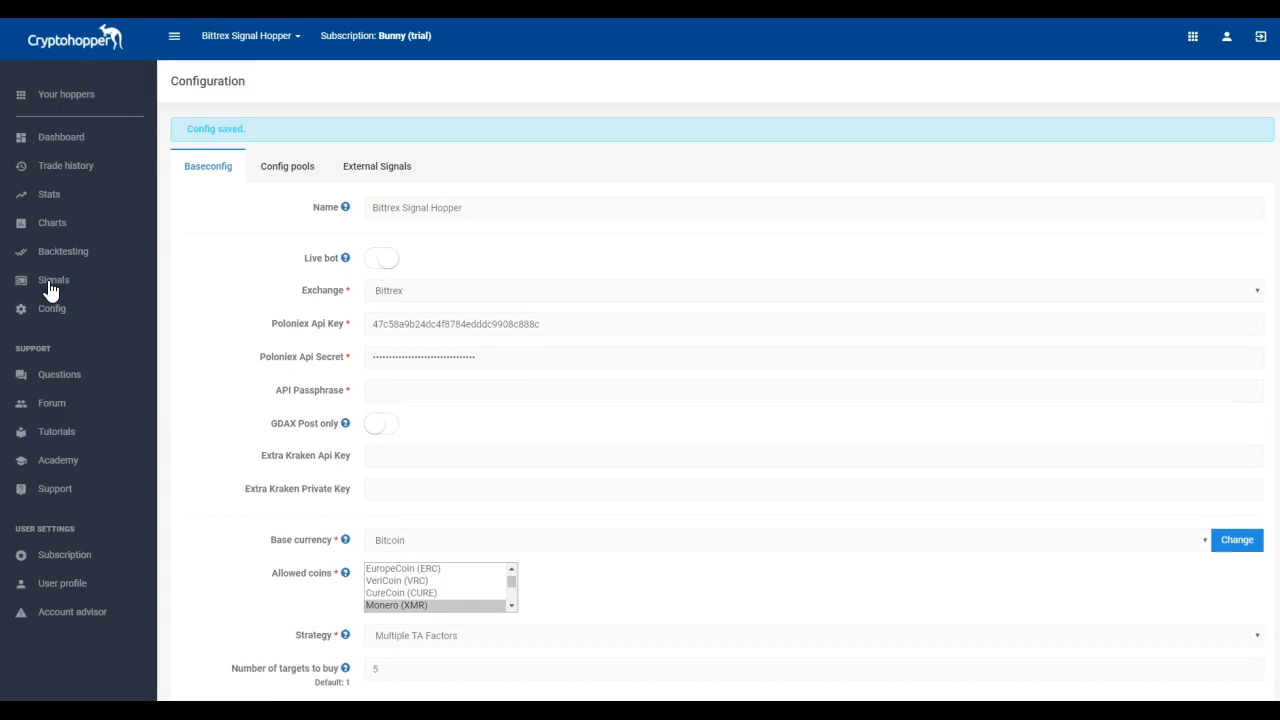 Cryptohopper
Bittrex Signal Hopper
Subscription: Bunny (trial)
Your hoppers
Dashboard
Trade history
Stats
Charts
Backtesting
Signals
Config
SUPPORT
Questions
Forum
Tutorials
Academy
Support
USER SETTINGS
Subscription
User profile
Account advisor
Configuration
Config saved.
Baseconfig
Config pools
External Signals
Name
Bittrex Signal Hopper
Live bot
Exchange *
Bittrex
Poloniex Api Key *
47c58a9b24dc4f8784edddc9908c888c
Poloniex Api Secret *
API Passphrase *
GDAX Post only
Extra Kraken Api Key
Extra Kraken Private Key
Base currency *
Bitcoin
Change
Allowed coins *
EuropeCoin (ERC)
VeriCoin (VRC)
CureCoin (CURE)
Monero (XMR)
Strategy *
Multiple TA Factors
Number of targets to buy
Default: 1
5